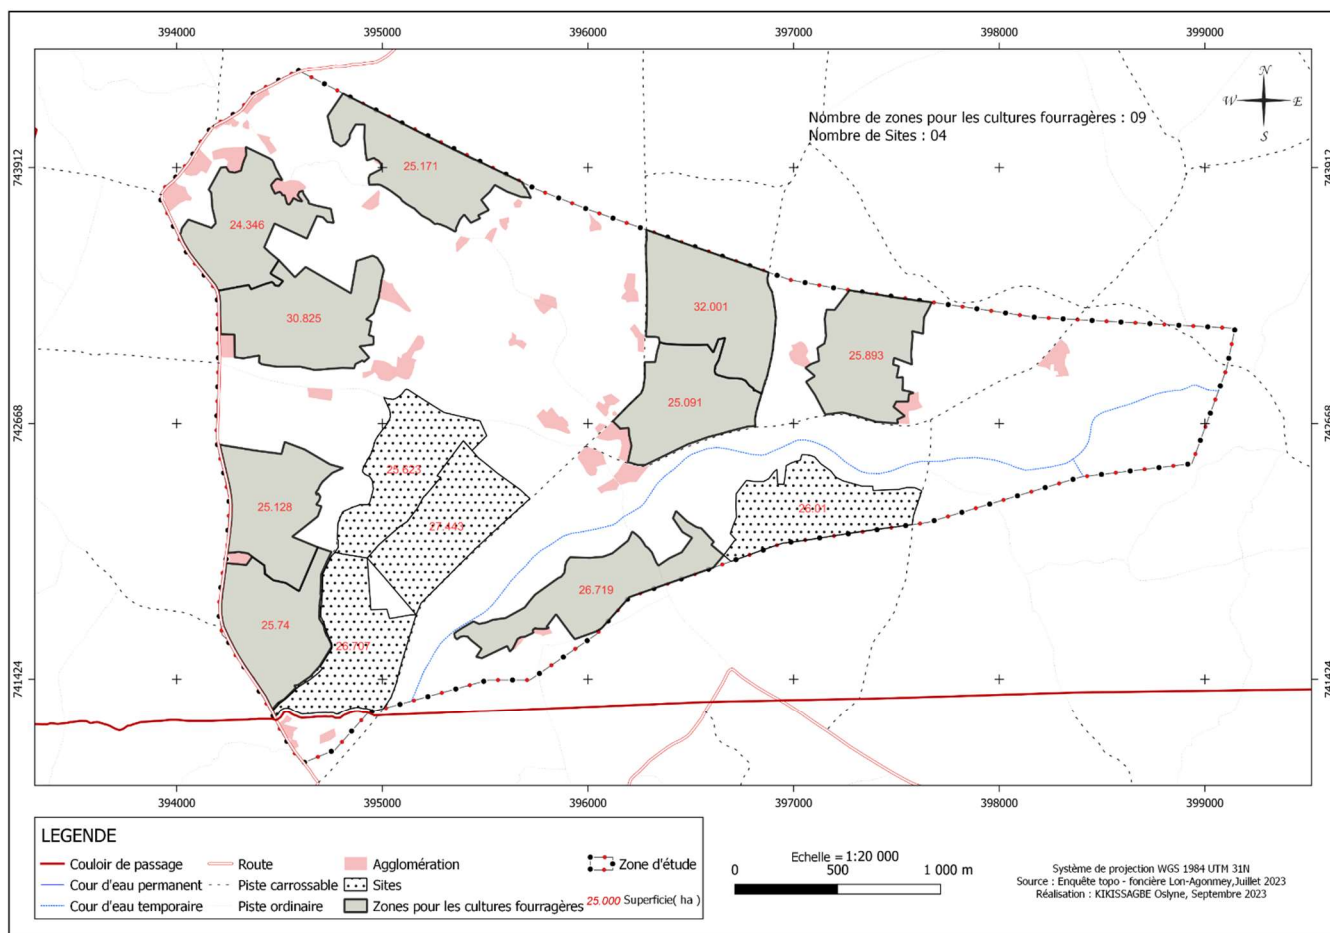 394000 395000 396000 397000 398000 399000
N
W E
S
Nombre de zones pour les cultures fourragères : 09
Nombre de Sites : 04
743912 743912
25.171
24.346
32.001
30.825
25.893
25.091
742668 742668
25.623
25.128
26.01
27.443
26.719
25.74
26.707
741424 741424
394000 395000 396000 397000 398000 399000
LEGENDE
Couloir de passage
Route
Agglomération
Zone d'étude
Cour d'eau permanent
Piste carrossable
Sites
Cour d'eau temporaire
Piste ordinaire
Zones pour les cultures fourragères
25.000 Superficie( ha )
Echelle = 1:20 000
0 500 1 000 m
Système de projection WGS 1984 UTM 31N
Source : Enquête topo - foncière Lon-Agonmey,Juillet 2023
Réalisation : KIKISSAGBE Oslyne, Septembre 2023